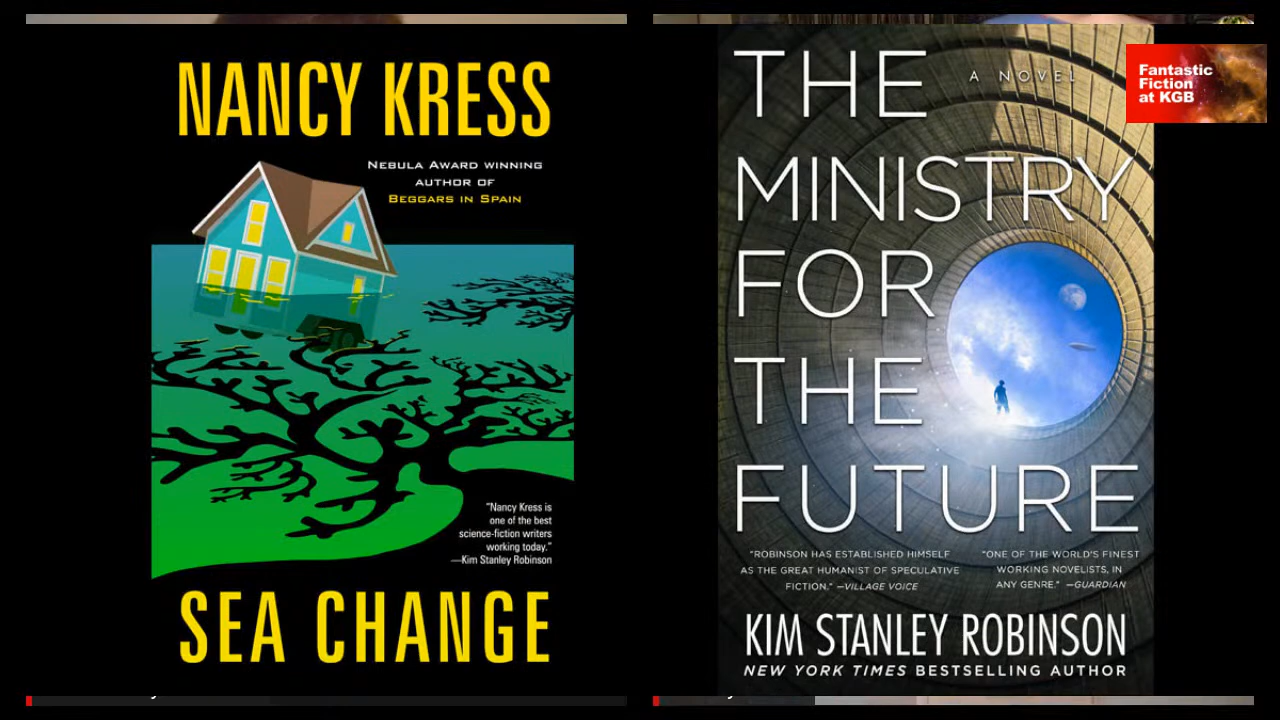 NANCY KRESS
NEBULA AWARD WINNING
AUTHOR OF
BEGGARS IN SPAIN
"Nancy Kress is
one of the best
science-fiction writers
working today."
—Kim Stanley Robinson
SEA CHANGE
THE
A NOVEL
MINISTRY
FOR
THE
FUTURE
"ROBINSON HAS ESTABLISHED HIMSELF
AS THE GREAT HUMANIST OF SPECULATIVE
FICTION." —VILLAGE VOICE
"ONE OF THE WORLD'S FINEST
WORKING NOVELISTS, IN
ANY GENRE." —GUARDIAN
KIM STANLEY ROBINSON
NEW YORK TIMES BESTSELLING AUTHOR
Fantastic
Fiction
at KGB